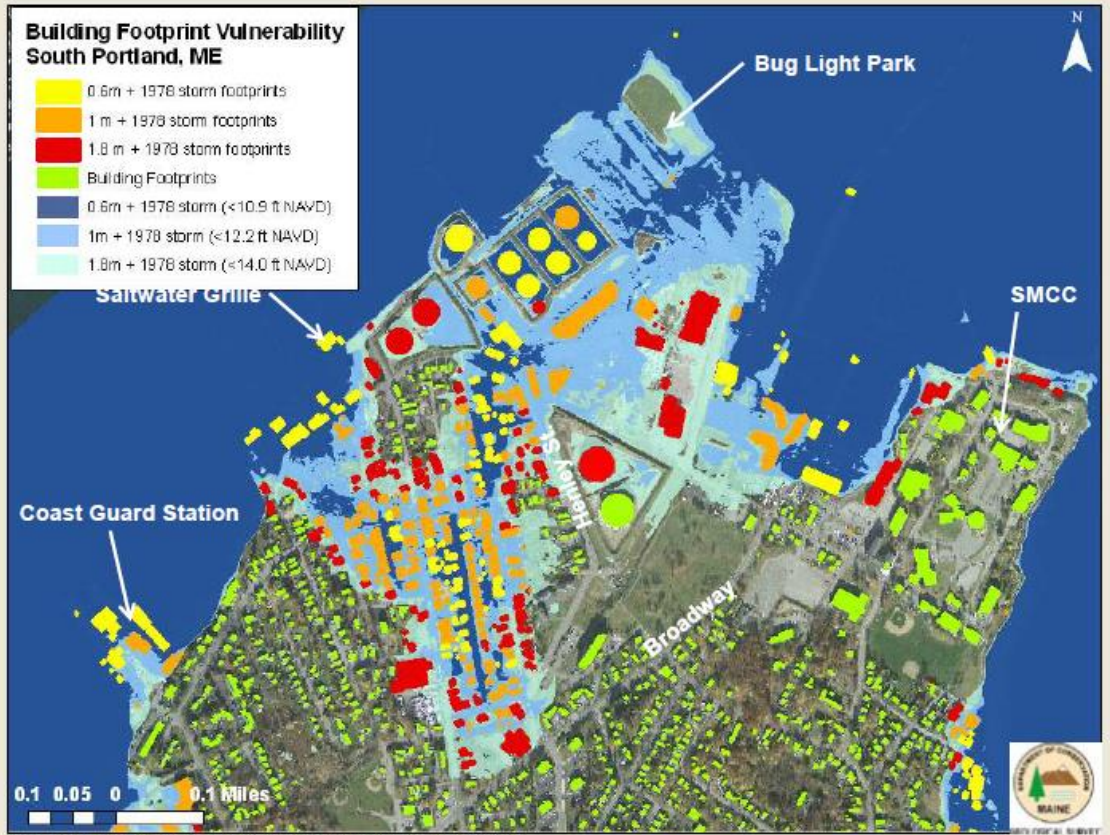 Building Footprint Vulnerability
South Portland, ME
0.6m + 1978 storm footprints
1 m + 1978 storm footprints
1.8 m + 1978 storm footprints
Building Footprints
0.6m + 1978 storm (<10.9 ft NAVD)
1m + 1978 storm (<12.2 ft NAVD)
1.8m + 1978 storm (<14.0 ft NAVD)
N
Bug Light Park
Saltwater Grille
SMCC
Henley St.
Coast Guard Station
Broadway
0.1 0.05 0 0.1 Miles
DEPARTMENT OF CONSERVATION
MAINE